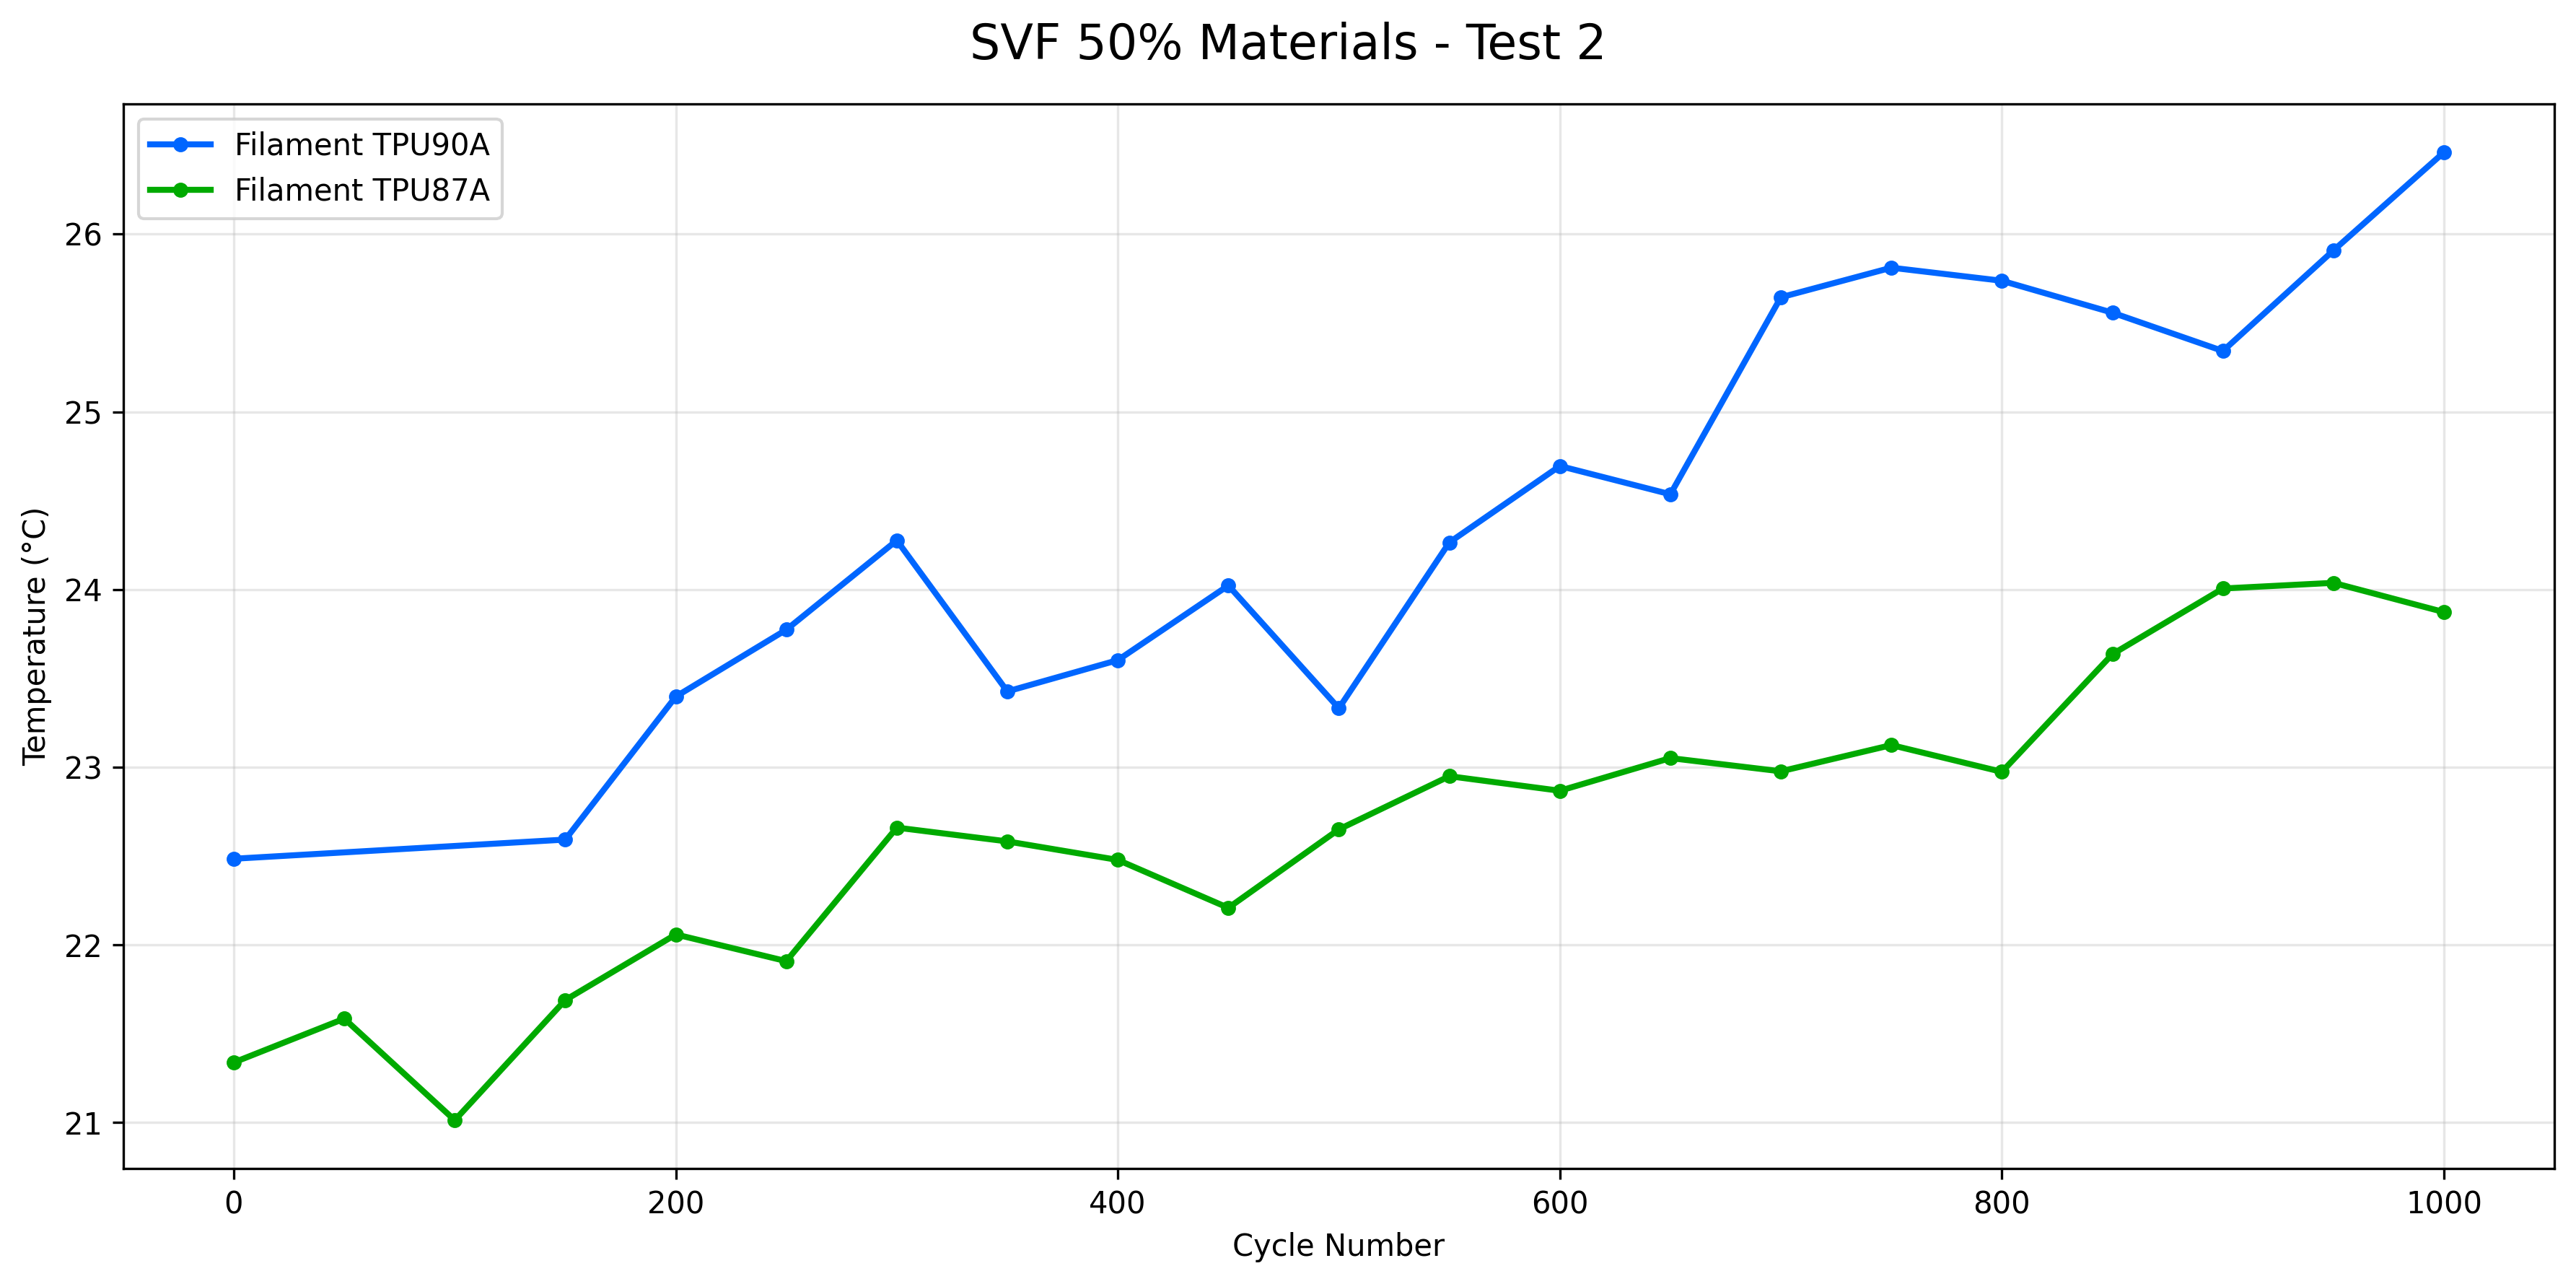 SVF 50% Materials - Test 2
Filament TPU90A
Filament TPU87A
26
25
24
23
22
21
Temperature (°C)
0 200 400 600 800 1000
Cycle Number